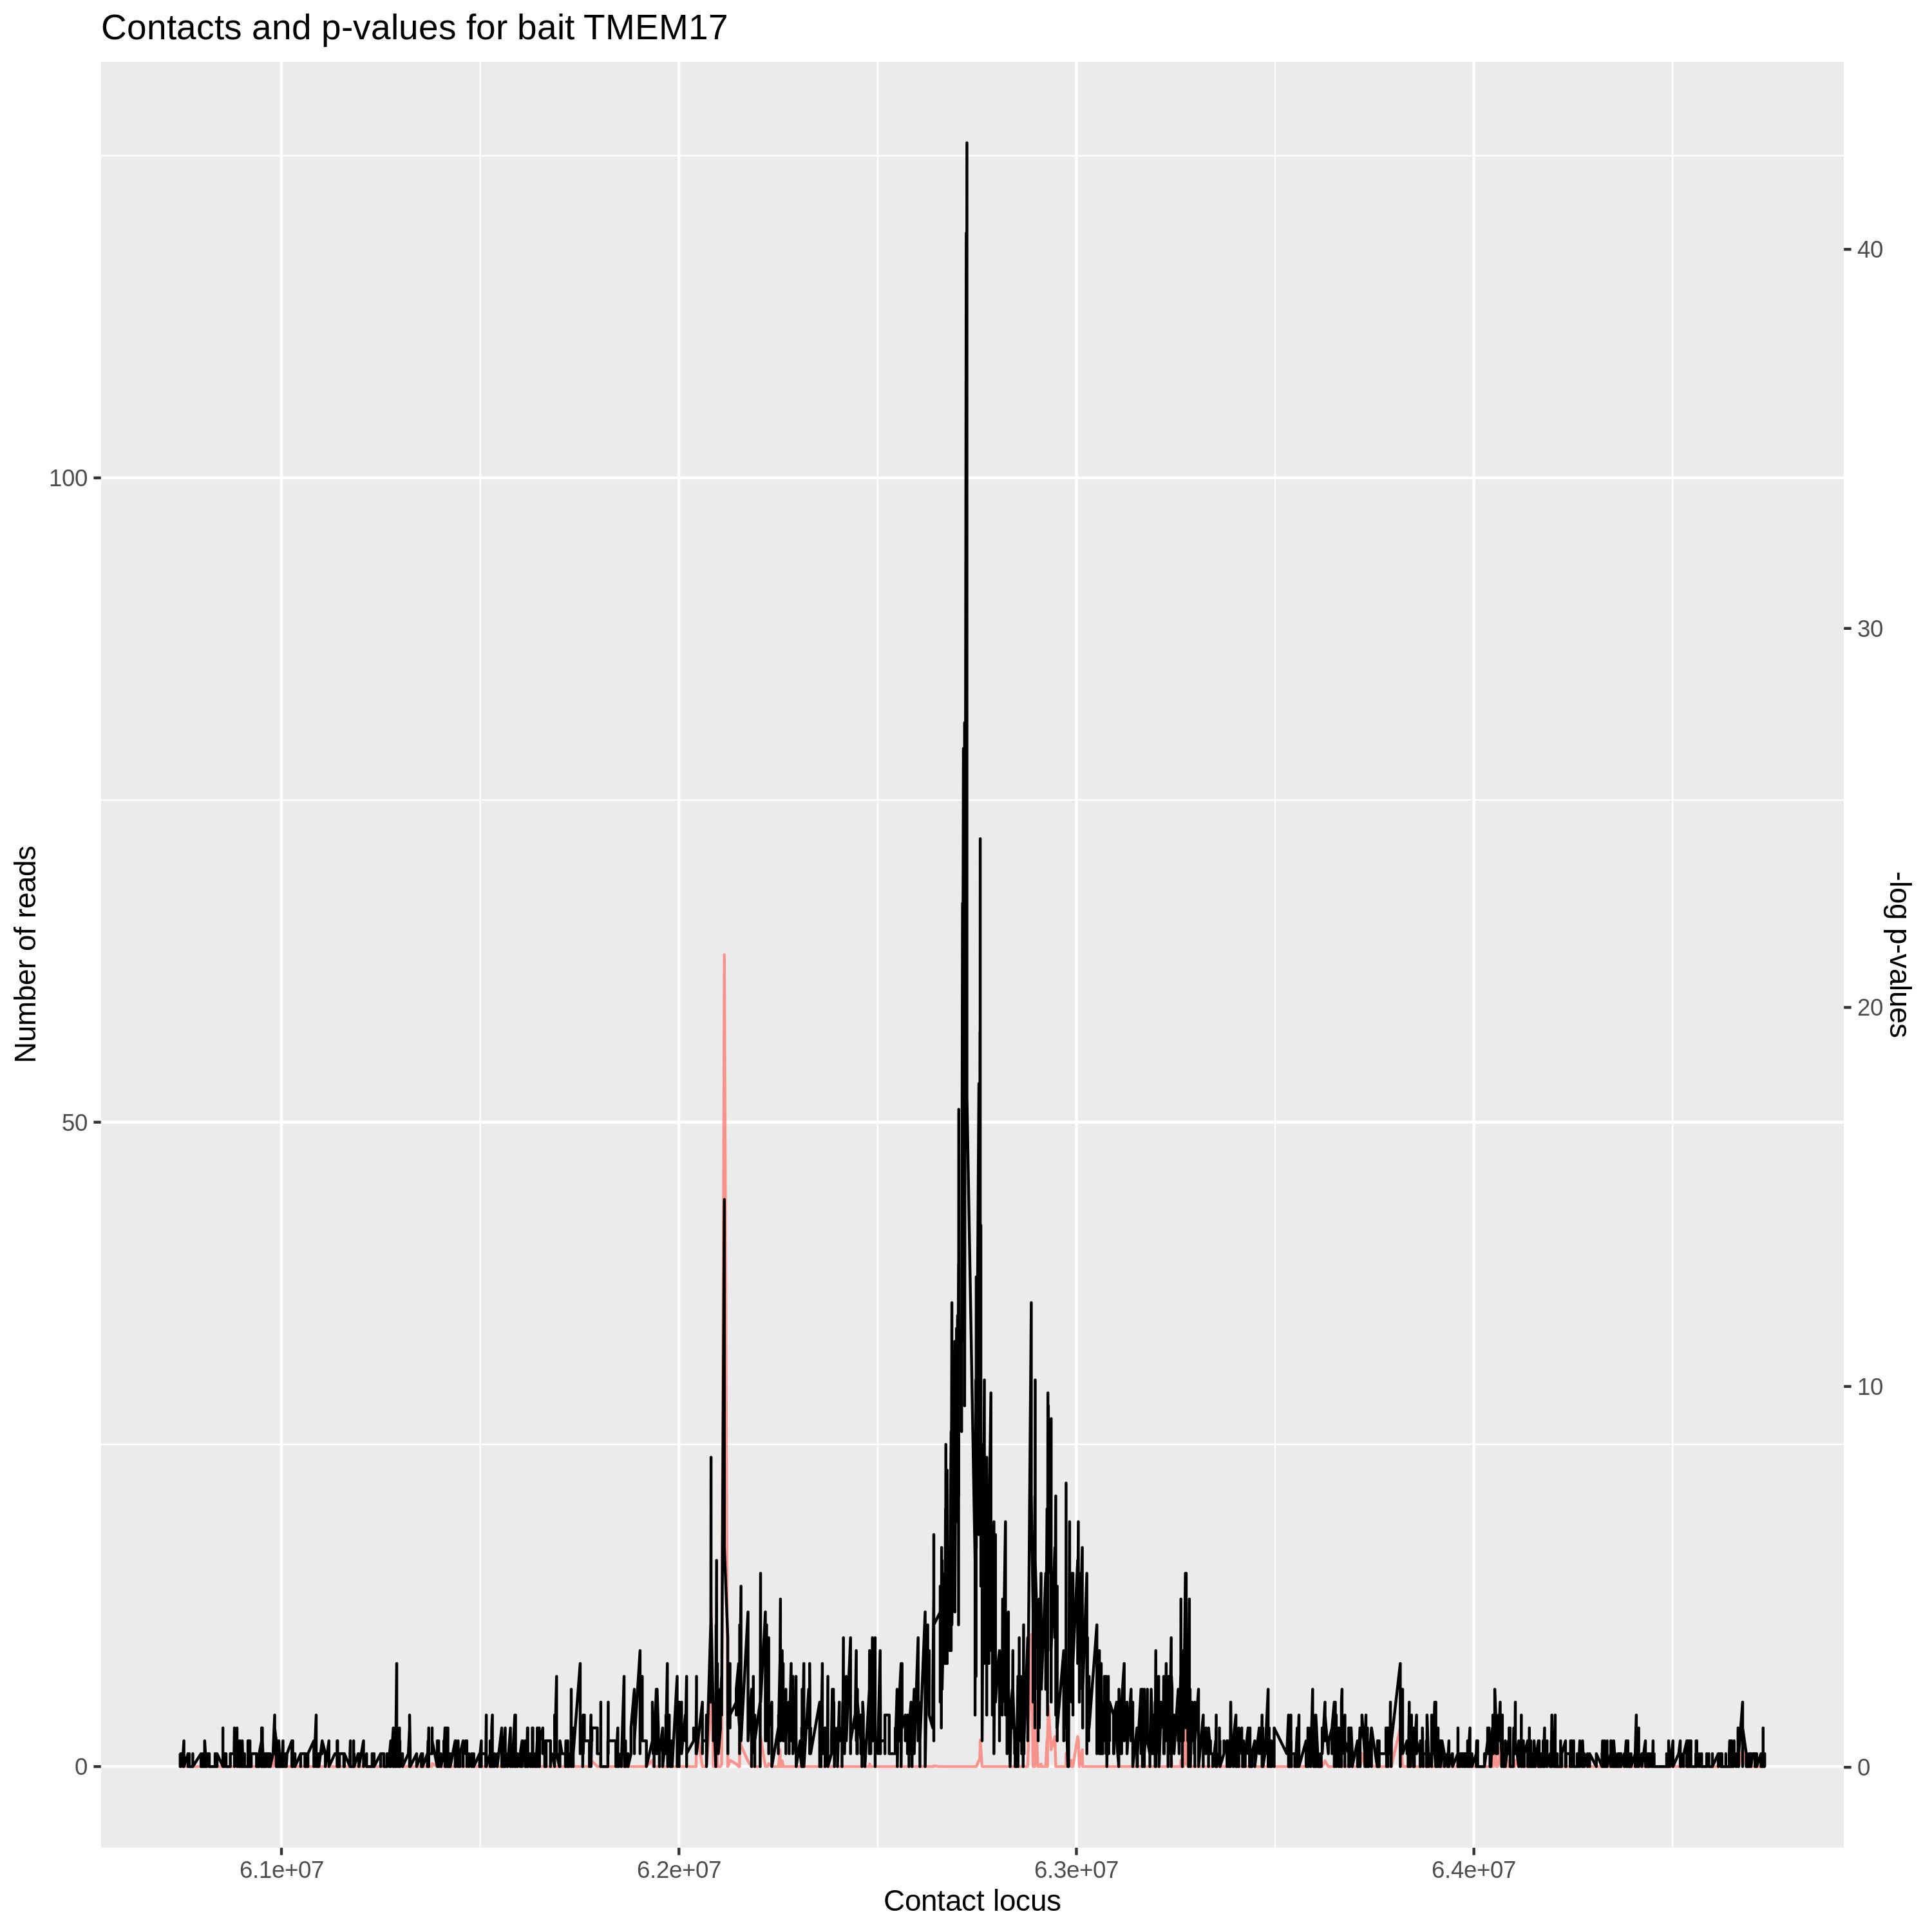 Contacts and p-values for bait TMEM17
100
50
0
Number of reads
40
30
20
10
0
-log p-values
6.1e+07
6.2e+07
6.3e+07
6.4e+07
Contact locus